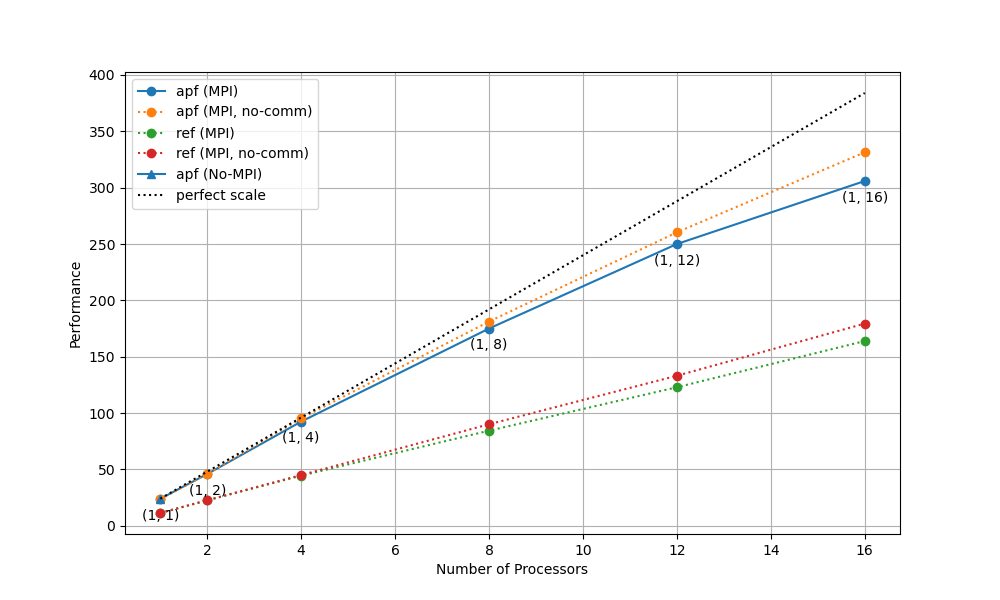 apf (MPI)
apf (MPI, no-comm)
ref (MPI)
ref (MPI, no-comm)
apf (No-MPI)
perfect scale
400
350
300
250
200
150
100
50
0
Performance
(1, 1)
(1, 2)
(1, 4)
(1, 8)
(1, 12)
(1, 16)
2
4
6
8
10
12
14
16
Number of Processors